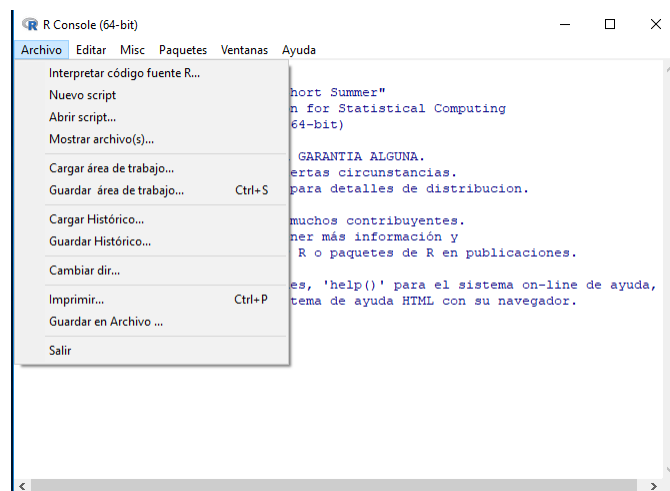 R Console (64-bit)
Archivo Editar Misc Paquetes Ventanas Ayuda
Interpretar código fuente R...
Nuevo script
Abrir script...
Mostrar archivo(s)...
Cargar área de trabajo...
Guardar área de trabajo... Ctrl+S
Cargar Histórico...
Guardar Histórico...
Cambiar dir...
Imprimir... Ctrl+P
Guardar en Archivo ...
Salir
hort Summer"
n for Statistical Computing
64-bit)
GARANTIA ALGUNA.
ertas circunstancias.
para detalles de distribucion.
muchos contribuyentes.
ner más información y
R o paquetes de R en publicaciones.
es, 'help()' para el sistema on-line de ayuda,
tema de ayuda HTML con su navegador.